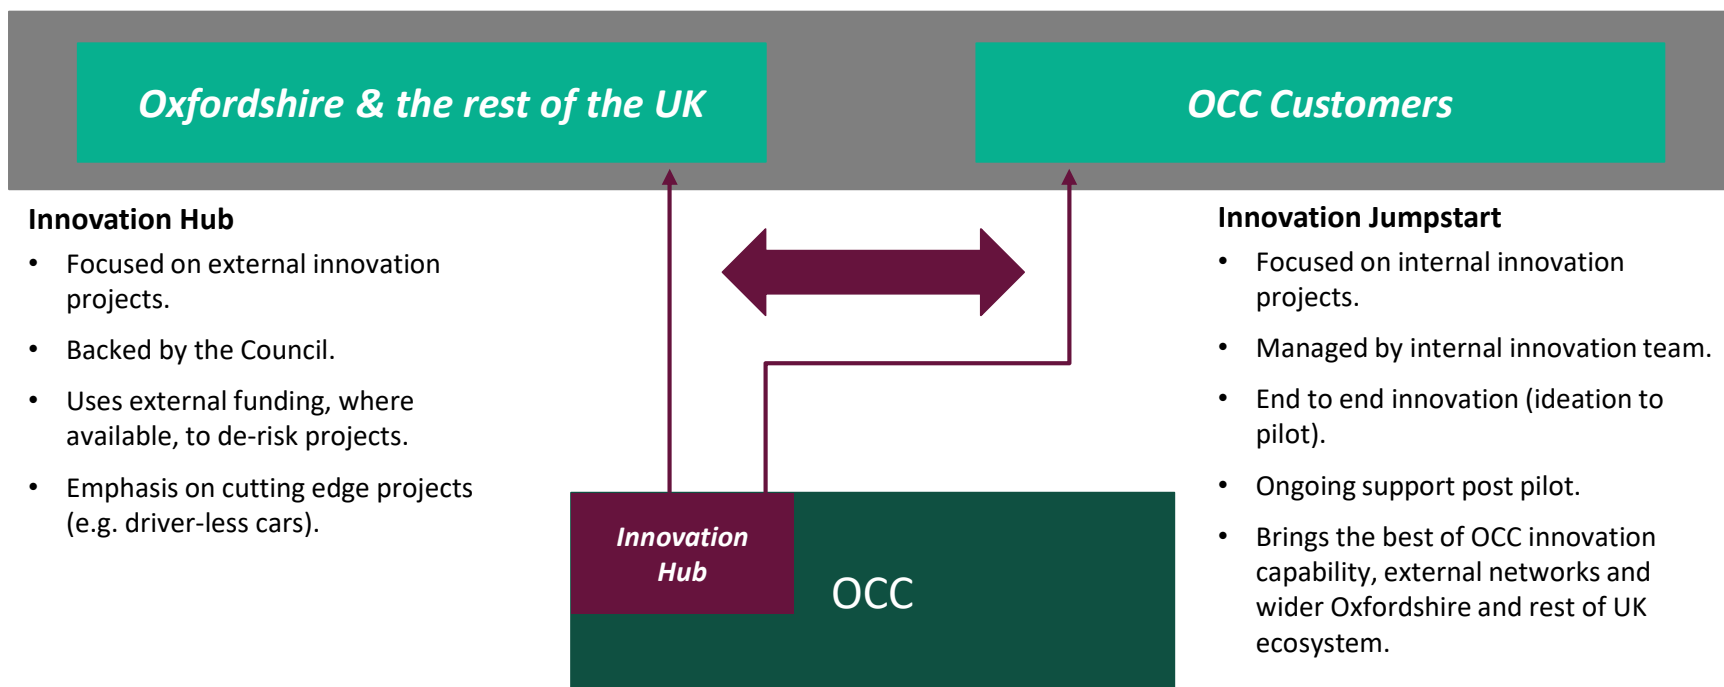 Oxfordshire & the rest of the UK
OCC Customers
Innovation Hub
• Focused on external innovation
projects.
• Backed by the Council.
• Uses external funding, where
available, to de-risk projects.
• Emphasis on cutting edge projects
(e.g. driver-less cars).
Innovation
Hub
OCC
Innovation Jumpstart
• Focused on internal innovation
projects.
• Managed by internal innovation team.
• End to end innovation (ideation to
pilot).
• Ongoing support post pilot.
• Brings the best of OCC innovation
capability, external networks and
wider Oxfordshire and rest of UK
ecosystem.